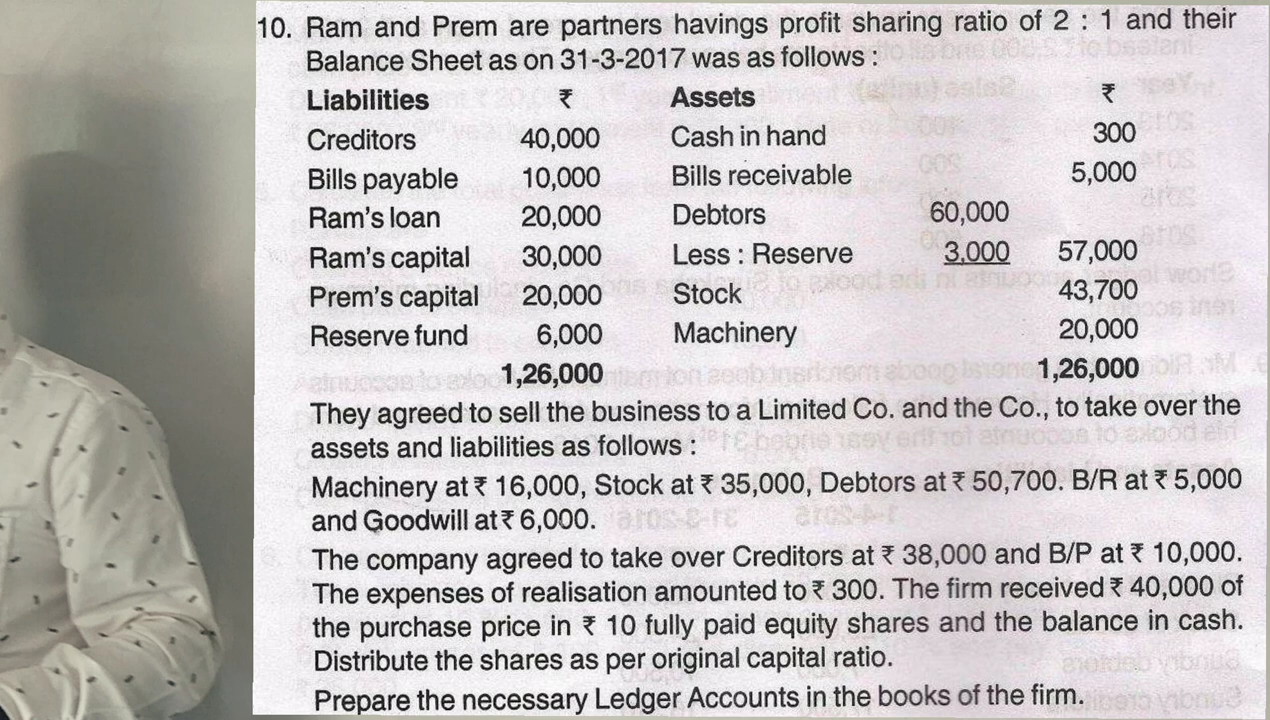 10. Ram and Prem are partners havings profit sharing ratio of 2 : 1 and their
Balance Sheet as on 31-3-2017 was as follows :
Liabilities ₹ Assets ₹
Creditors 40,000 Cash in hand 300
Bills payable 10,000 Bills receivable 5,000
Ram's loan 20,000 Debtors 60,000
Ram's capital 30,000 Less : Reserve 3,000 57,000
Prem's capital 20,000 Stock 43,700
Reserve fund 6,000 Machinery 20,000
1,26,000 1,26,000
They agreed to sell the business to a Limited Co. and the Co., to take over the
assets and liabilities as follows :
Machinery at ₹ 16,000, Stock at ₹ 35,000, Debtors at ₹ 50,700. B/R at ₹ 5,000
and Goodwill at ₹ 6,000.
The company agreed to take over Creditors at ₹ 38,000 and B/P at ₹ 10,000.
The expenses of realisation amounted to ₹ 300. The firm received ₹ 40,000 of
the purchase price in ₹ 10 fully paid equity shares and the balance in cash.
Distribute the shares as per original capital ratio.
Prepare the necessary Ledger Accounts in the books of the firm.